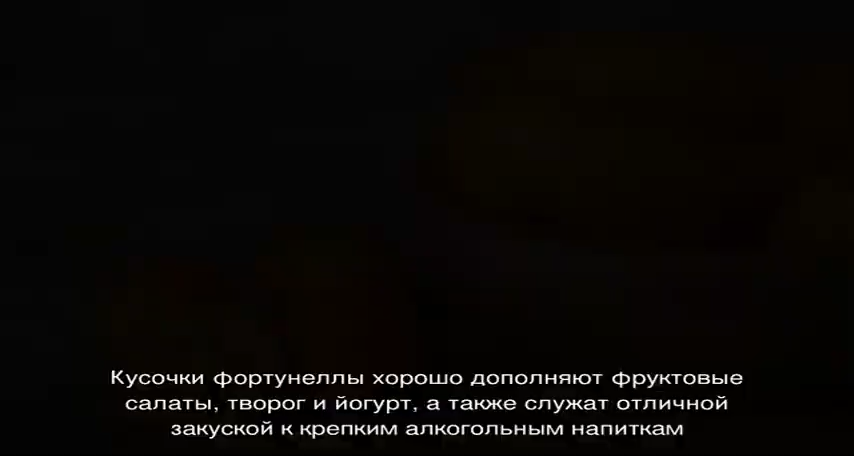 Кусочки фортунеллы хорошо дополняют фруктовые
салаты, творог и йогурт, а также служат отличной
закуской к крепким алкогольным напиткам